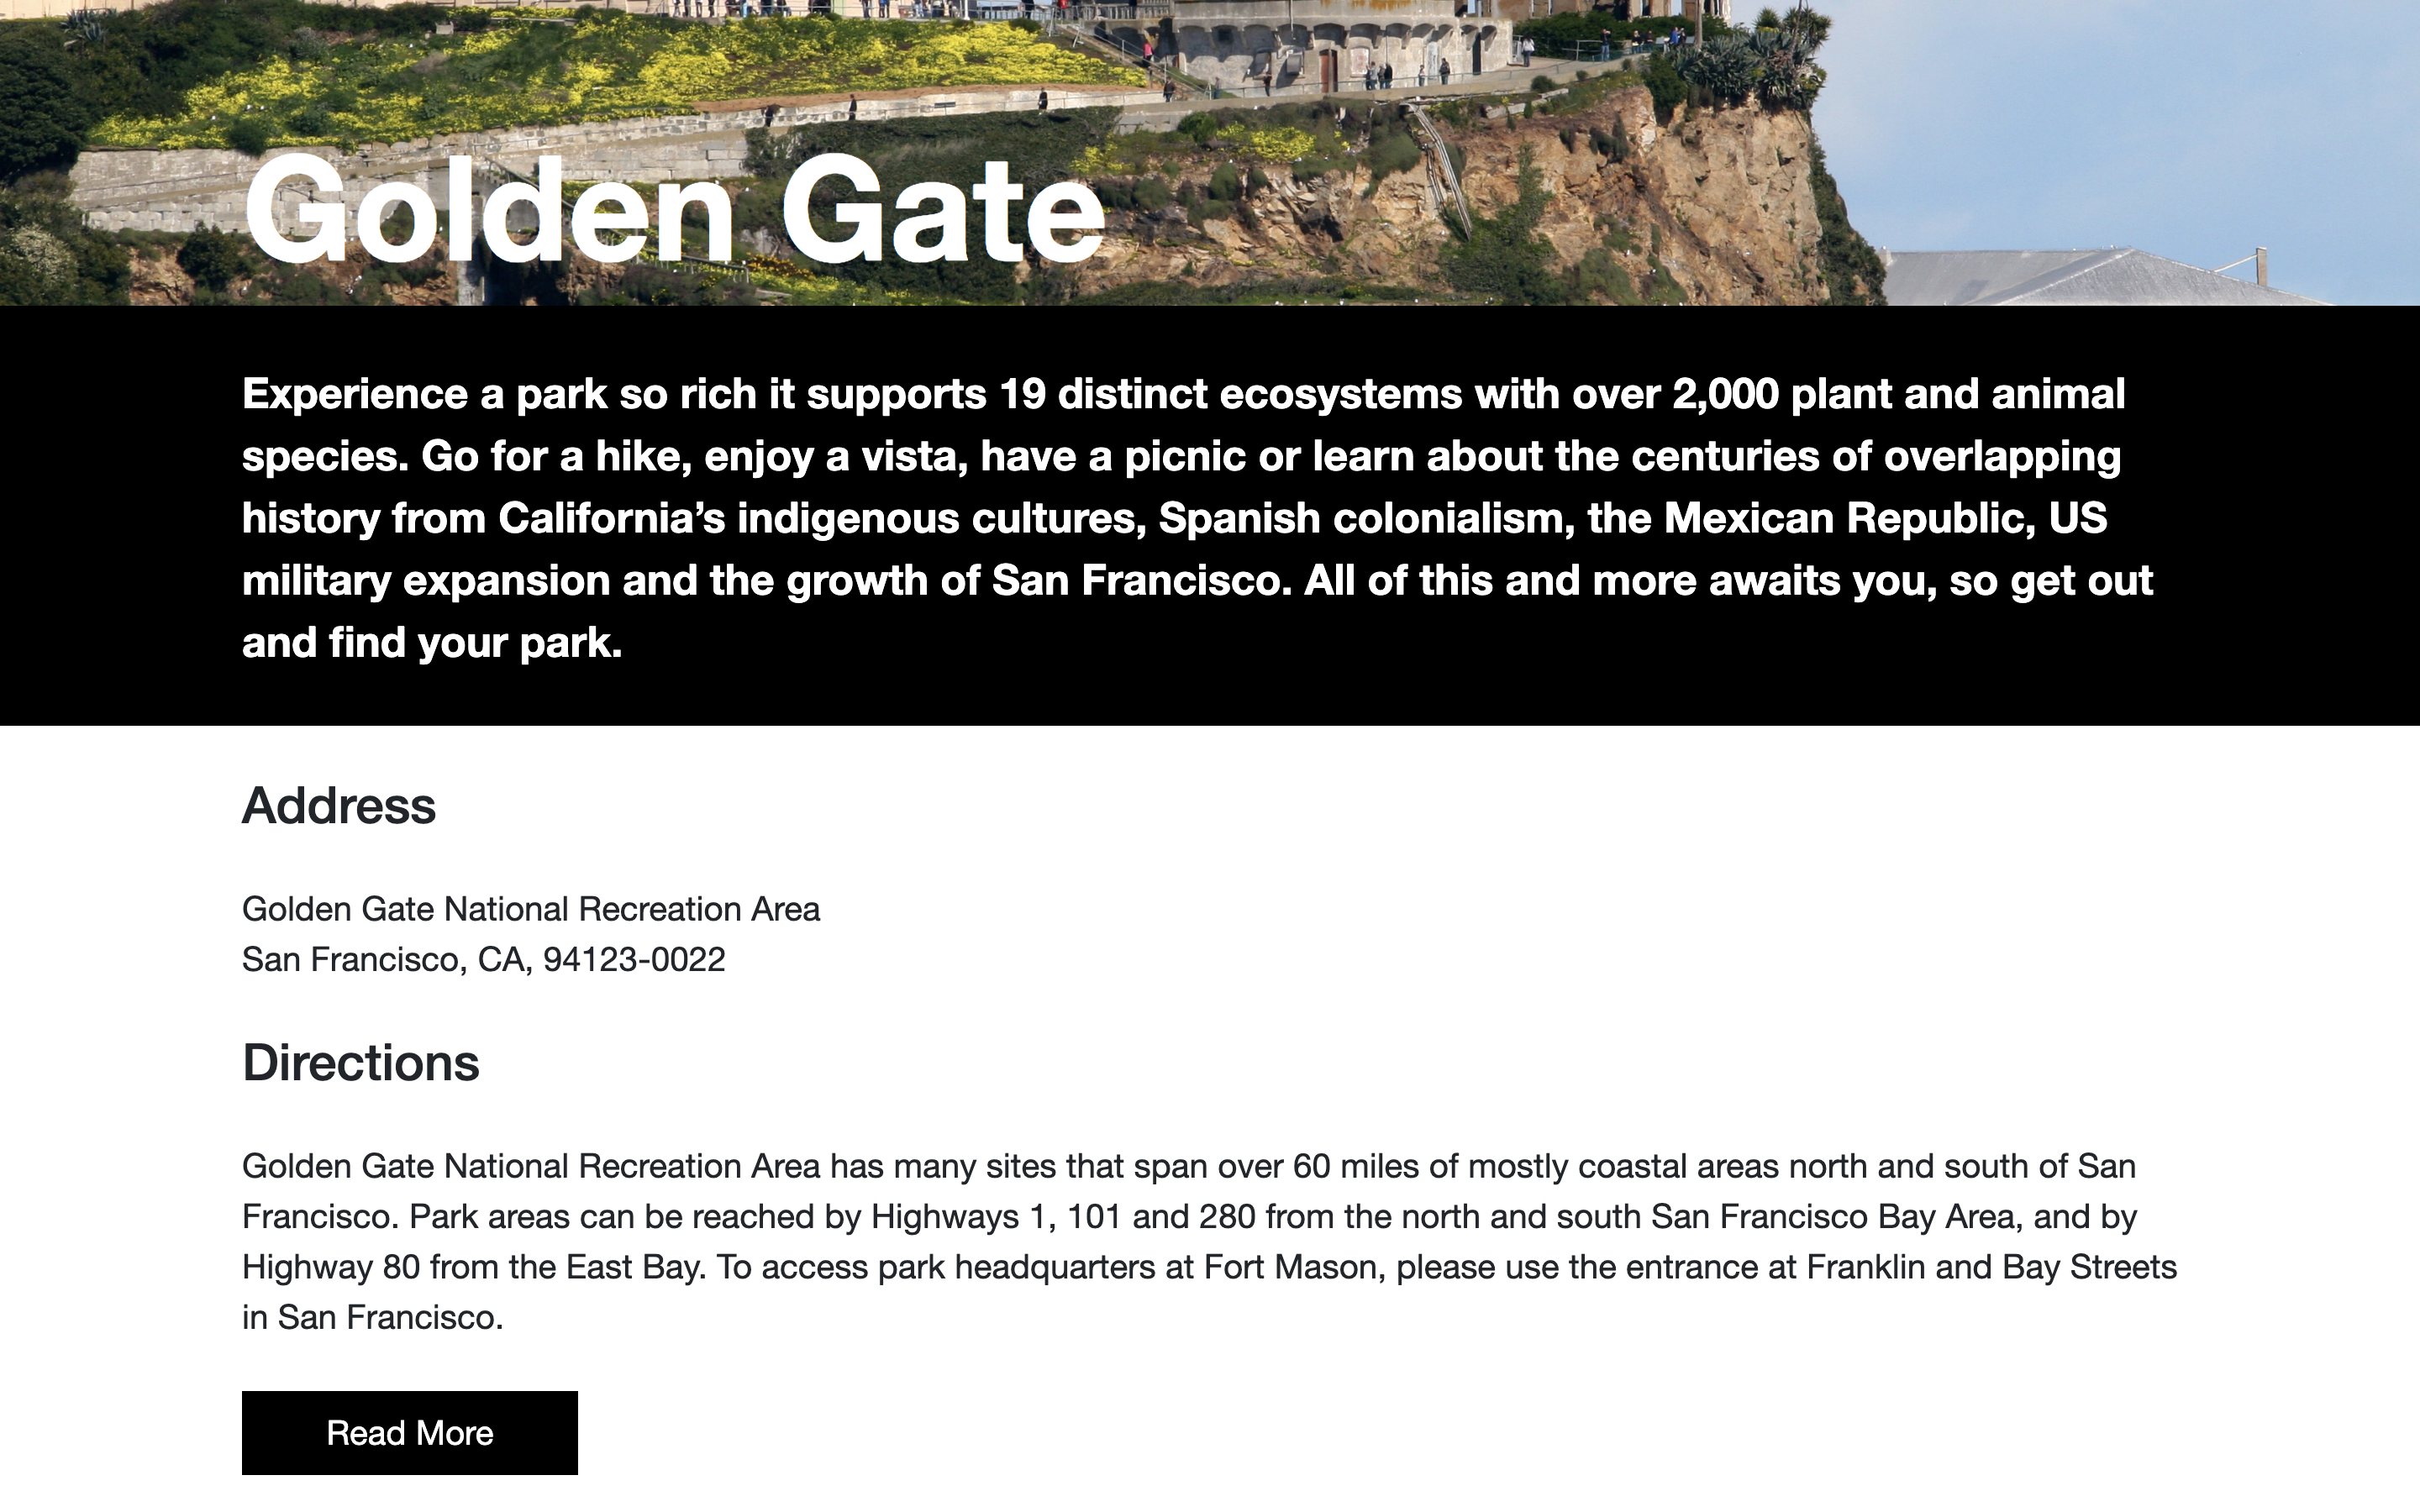 Golden Gate
Experience a park so rich it supports 19 distinct ecosystems with over 2,000 plant and animal
species. Go for a hike, enjoy a vista, have a picnic or learn about the centuries of overlapping
history from California’s indigenous cultures, Spanish colonialism, the Mexican Republic, US
military expansion and the growth of San Francisco. All of this and more awaits you, so get out
and find your park.
Address
Golden Gate National Recreation Area
San Francisco, CA, 94123-0022
Directions
Golden Gate National Recreation Area has many sites that span over 60 miles of mostly coastal areas north and south of San
Francisco. Park areas can be reached by Highways 1, 101 and 280 from the north and south San Francisco Bay Area, and by
Highway 80 from the East Bay. To access park headquarters at Fort Mason, please use the entrance at Franklin and Bay Streets
in San Francisco.
Read More